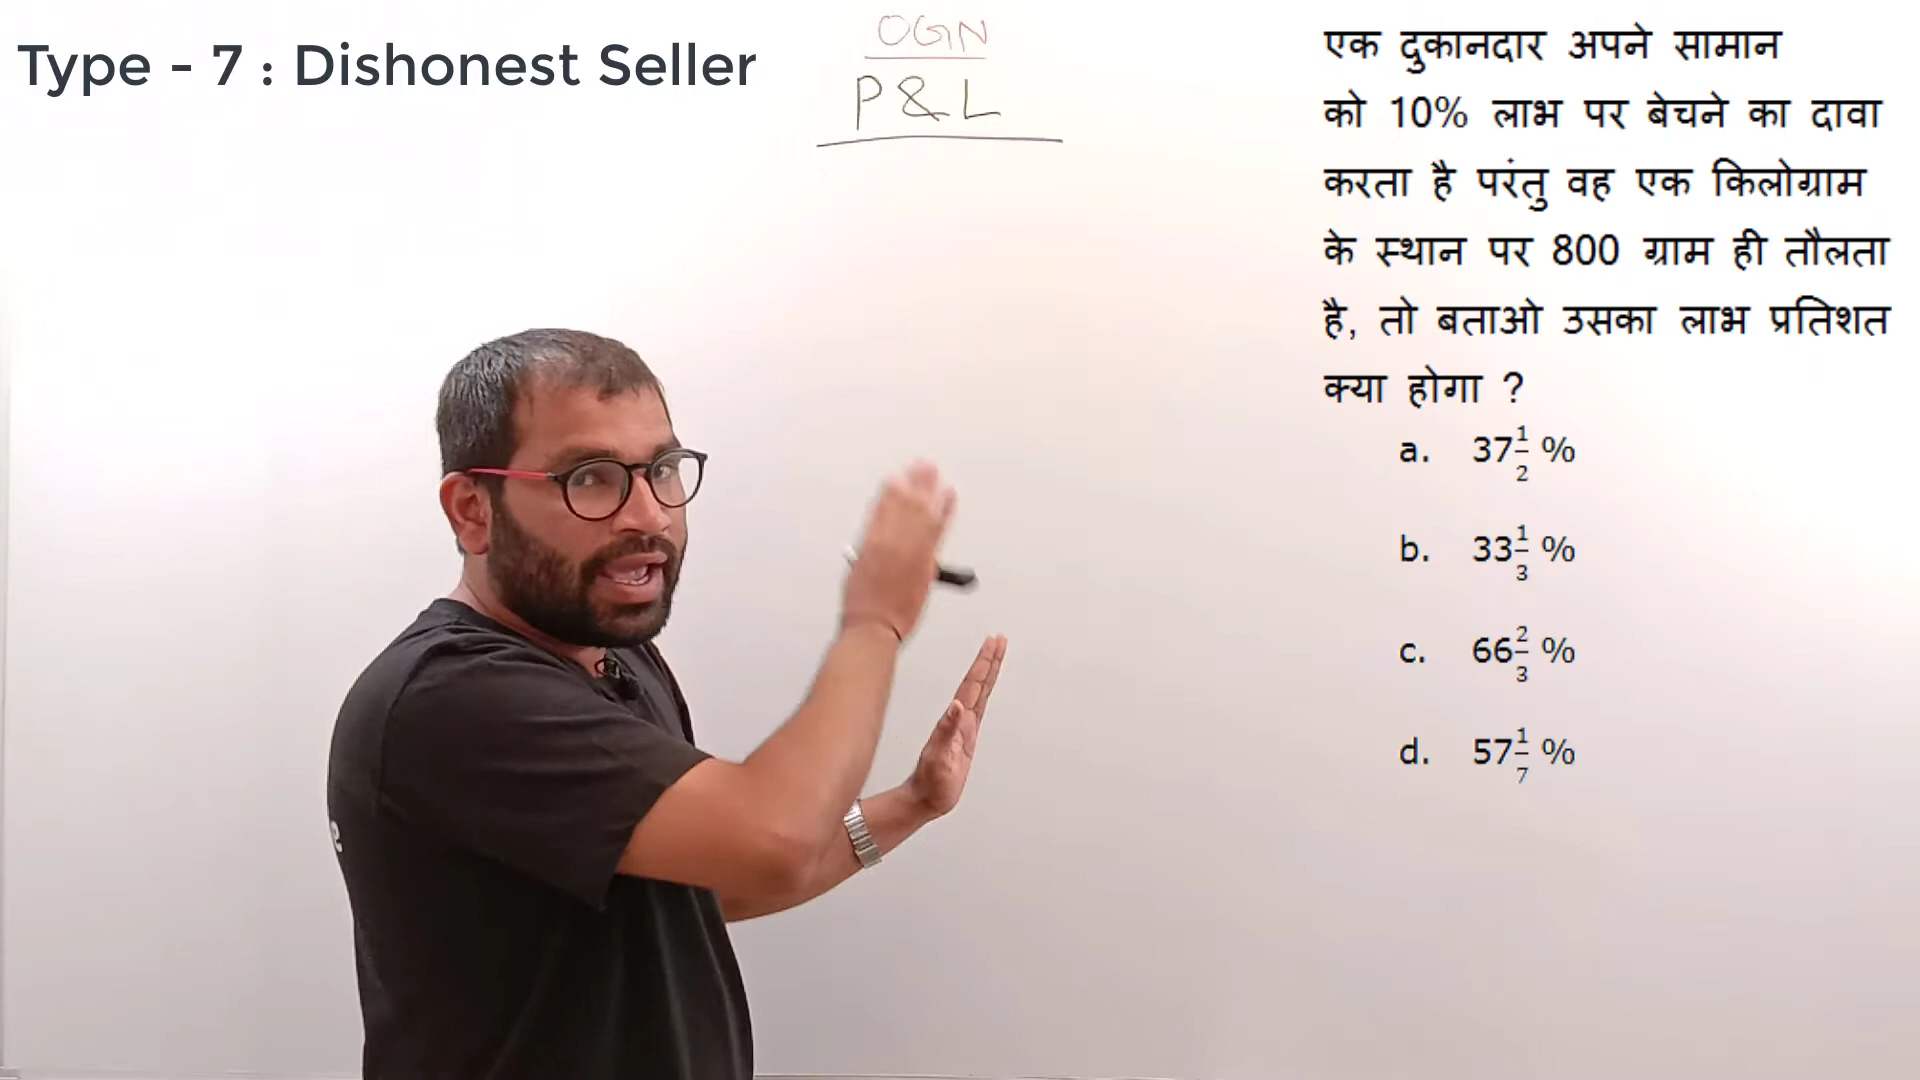 Type - 7 : Dishonest Seller
OGN
P&L
एक दुकानदार अपने सामान
को 10% लाभ पर बेचने का दावा
करता है परंतु वह एक किलोग्राम
के स्थान पर 800 ग्राम ही तौलता
है, तो बताओ उसका लाभ प्रतिशत
क्या होगा ?
a. 37 1/2 %
b. 33 1/3 %
c. 66 2/3 %
d. 57 1/7 %